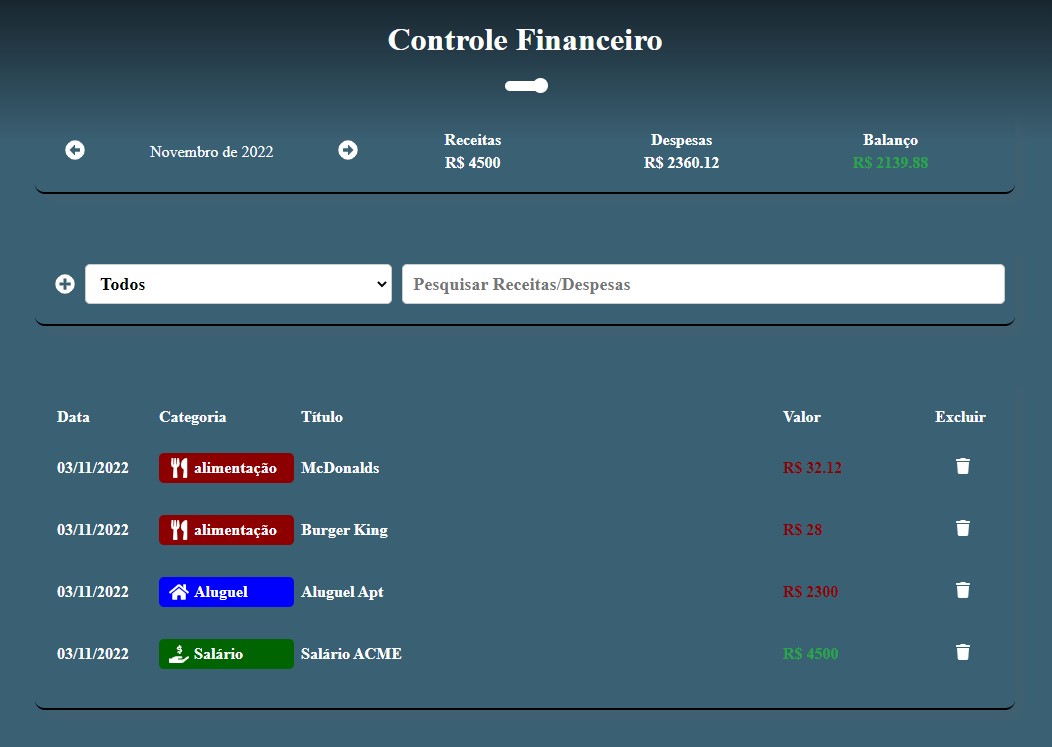 Controle Financeiro
Novembro de 2022
Receitas
R$ 4500
Despesas
R$ 2360.12
Balanço
R$ 2139.88
Todos
Pesquisar Receitas/Despesas
Data Categoria Título Valor Excluir
03/11/2022 alimentação McDonalds R$ 32.12
03/11/2022 alimentação Burger King R$ 28
03/11/2022 Aluguel Aluguel Apt R$ 2300
03/11/2022 Salário Salário ACME R$ 4500